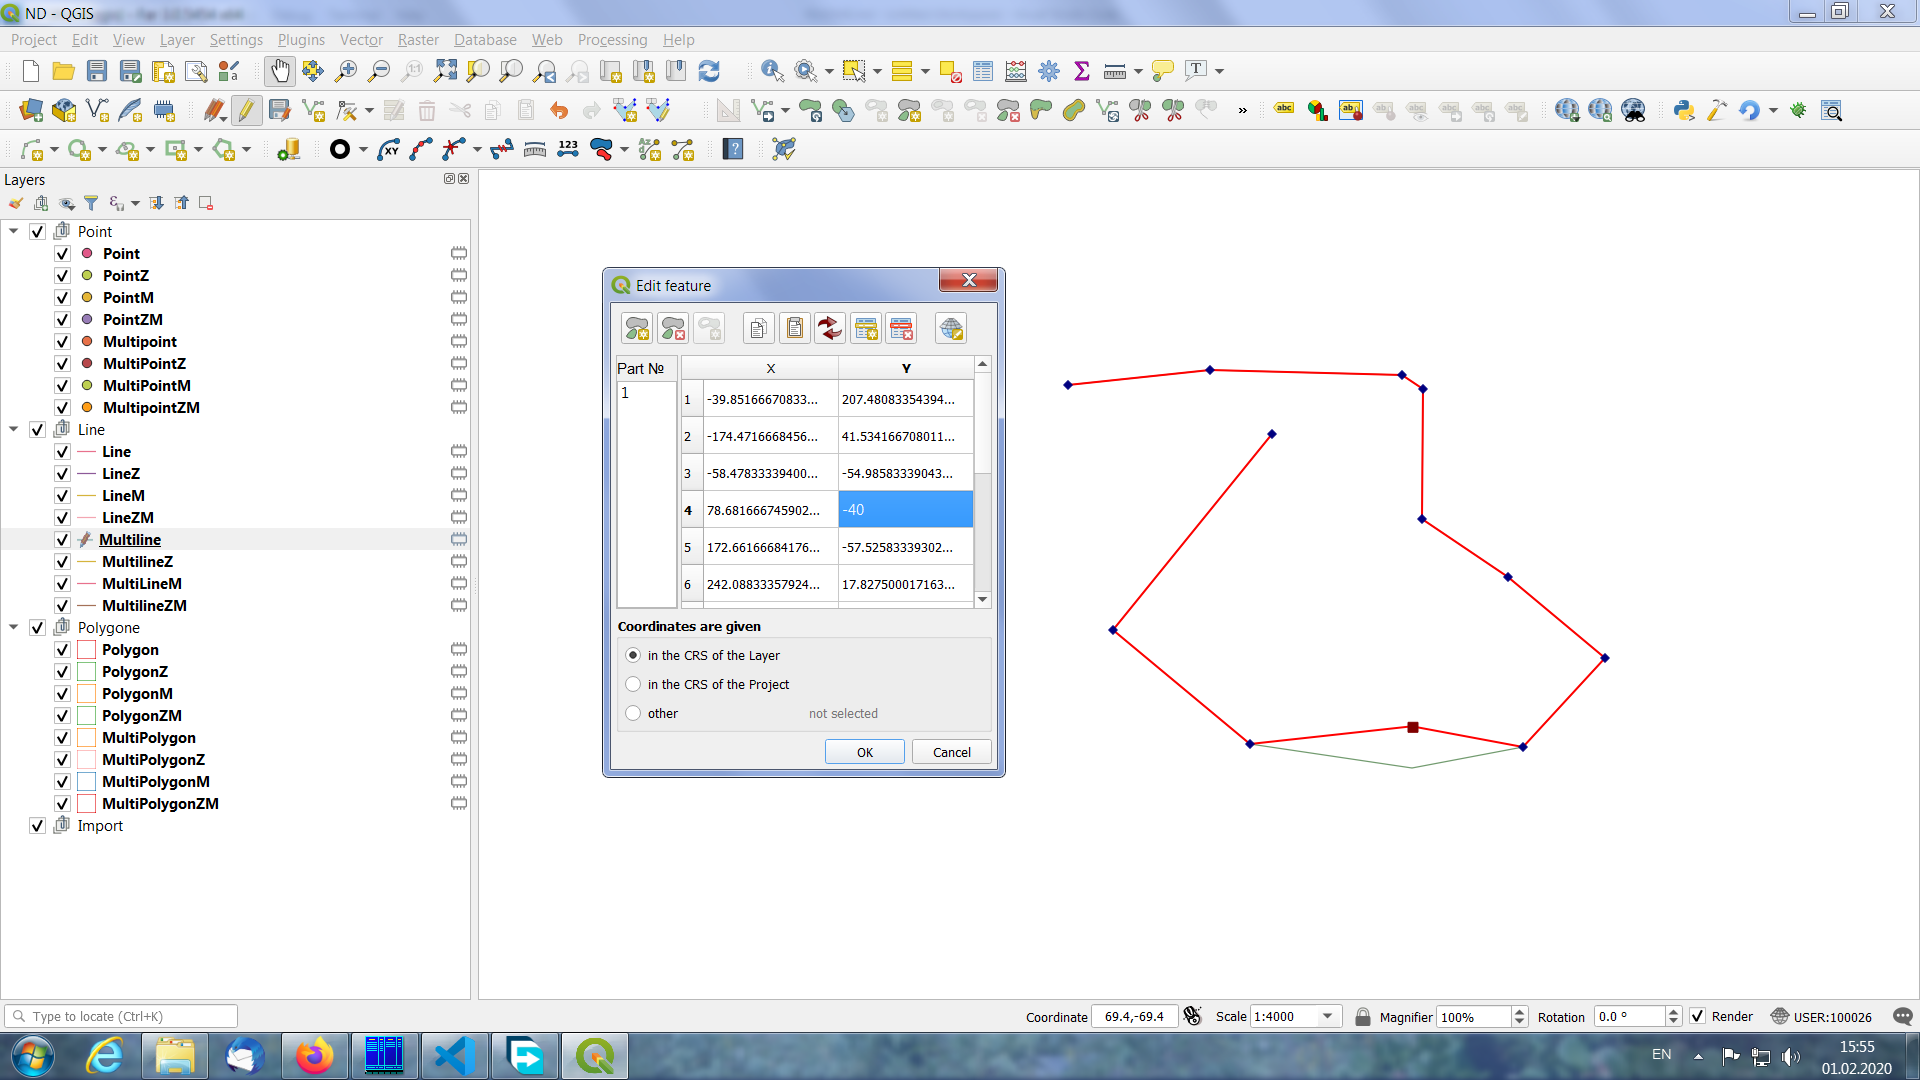 ND - QGIS
Project Edit View Layer Settings Plugins Vector Raster Database Web Processing Help
Layers
Point
Point
PointZ
PointM
PointZM
Multipoint
MultiPointZ
MultiPointM
MultipointZM
Line
Line
LineZ
LineM
LineZM
Multiline
MultilineZ
MultiLineM
MultilineZM
Polygone
Polygon
PolygonZ
PolygonM
PolygonZM
MultiPolygon
MultiPolygonZ
MultiPolygonM
MultiPolygonZM
Import
Edit feature
Part № X Y
1
1 -39.85166670833... 207.48083354394...
2 -174.4716668456... 41.534166708011...
3 -58.47833339400... -54.98583339043...
4 78.681666745902... -40
5 172.66166684176... -57.52583339302...
6 242.08833357924... 17.827500017163...
Coordinates are given
in the CRS of the Layer
in the CRS of the Project
other not selected
OK Cancel
Type to locate (Ctrl+K) Coordinate 69.4,-69.4 Scale 1:4000 Magnifier 100% Rotation 0.0 ° Render USER:100026
EN 15:55
01.02.2020